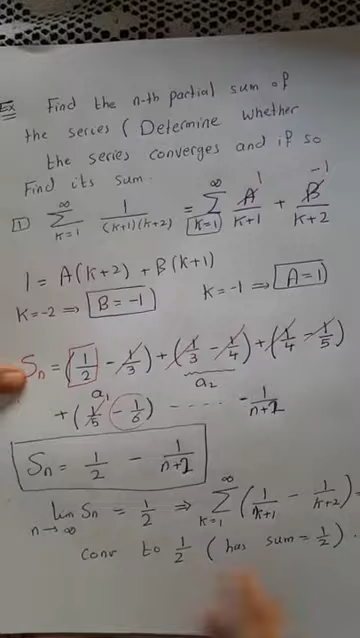 Ex Find the n-th partial sum of
the series ( Determine whether
the series converges and if so
Find its sum.
1 ∞∑k=1 1/((k+1)(k+2)) = ∞∑k=1 A/(k+1) + B/(k+2) 1 -1
1 = A(k+2) + B(k+1)
k=-2 ⇒ B = -1 k=-1 ⇒ A=1
Sn = (1/2 - 1/3) + (1/3 - 1/4) + (1/4 - 1/5)
a1 a2
+ (1/5 - 1/6) - - - - - 1/(n+2)
Sn = 1/2 - 1/(n+2)
lim n→∞ Sn = 1/2 ⇒ ∞∑k=1 (1/(k+1) - 1/(k+2))
conv to 1/2 ( has sum = 1/2 ) .